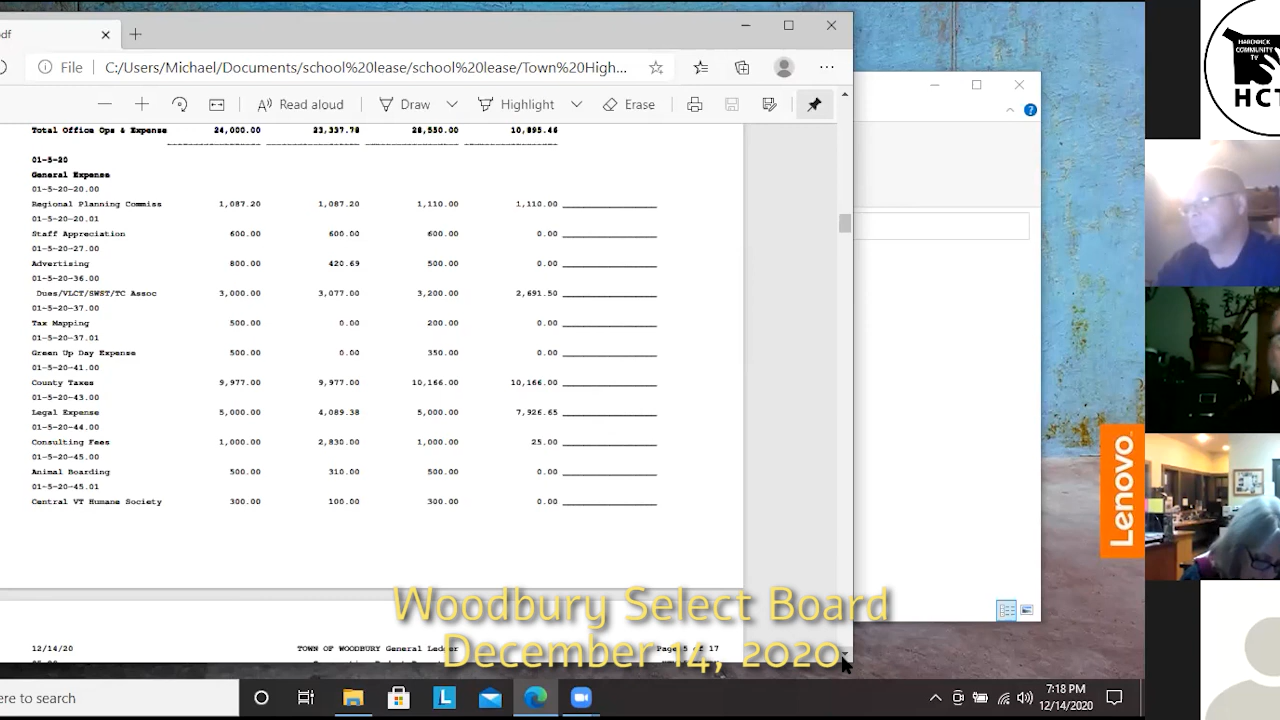 df
File C:/Users/Michael/Documents/school%20lease/school%20lease/Town%20High...
Read aloud Draw Highlight Erase
Total Office Ops & Expense 24,000.00 23,337.78 28,550.00 10,895.46
01-5-20
General Expense
01-5-20-20.00
Regional Planning Commiss 1,087.20 1,087.20 1,110.00 1,110.00
01-5-20-20.01
Staff Appreciation 600.00 600.00 600.00 0.00
01-5-20-27.00
Advertising 800.00 420.69 500.00 0.00
01-5-20-36.00
Dues/VLCT/SWST/TC Assoc 3,000.00 3,077.00 3,200.00 2,691.50
01-5-20-37.00
Tax Mapping 500.00 0.00 200.00 0.00
01-5-20-37.01
Green Up Day Expense 500.00 0.00 350.00 0.00
01-5-20-41.00
County Taxes 9,977.00 9,977.00 10,166.00 10,166.00
01-5-20-43.00
Legal Expense 5,000.00 4,089.38 5,000.00 7,926.65
01-5-20-44.00
Consulting Fees 1,000.00 2,830.00 1,000.00 25.00
01-5-20-45.00
Animal Boarding 500.00 310.00 500.00 0.00
01-5-20-45.01
Central VT Humane Society 300.00 100.00 300.00 0.00
12/14/20 TOWN OF WOODBURY General Ledger
of 17
Woodbury Select Board
December 14, 2020
ere to search
7:18 PM
12/14/2020
HARDWICK
COMMUNITY
TV
HCT
Lenovo